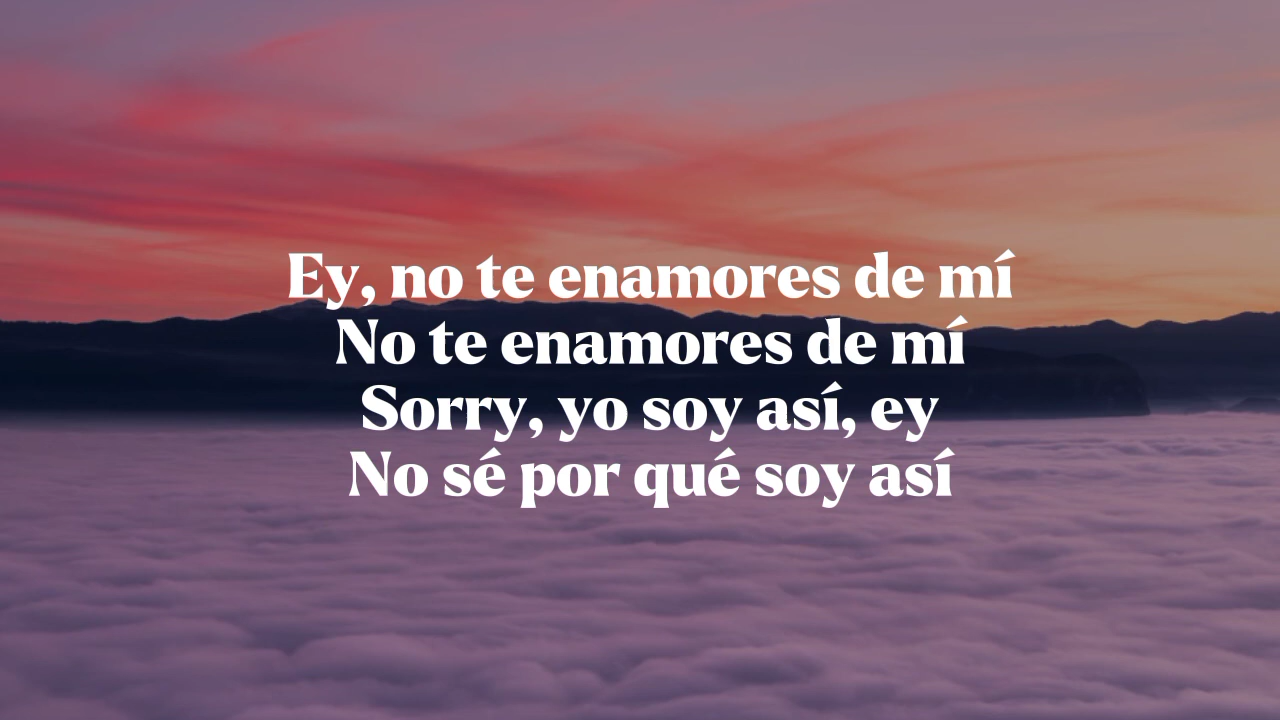 Ey, no te enamores de mí
No te enamores de mí
Sorry, yo soy así, ey
No sé por qué soy así